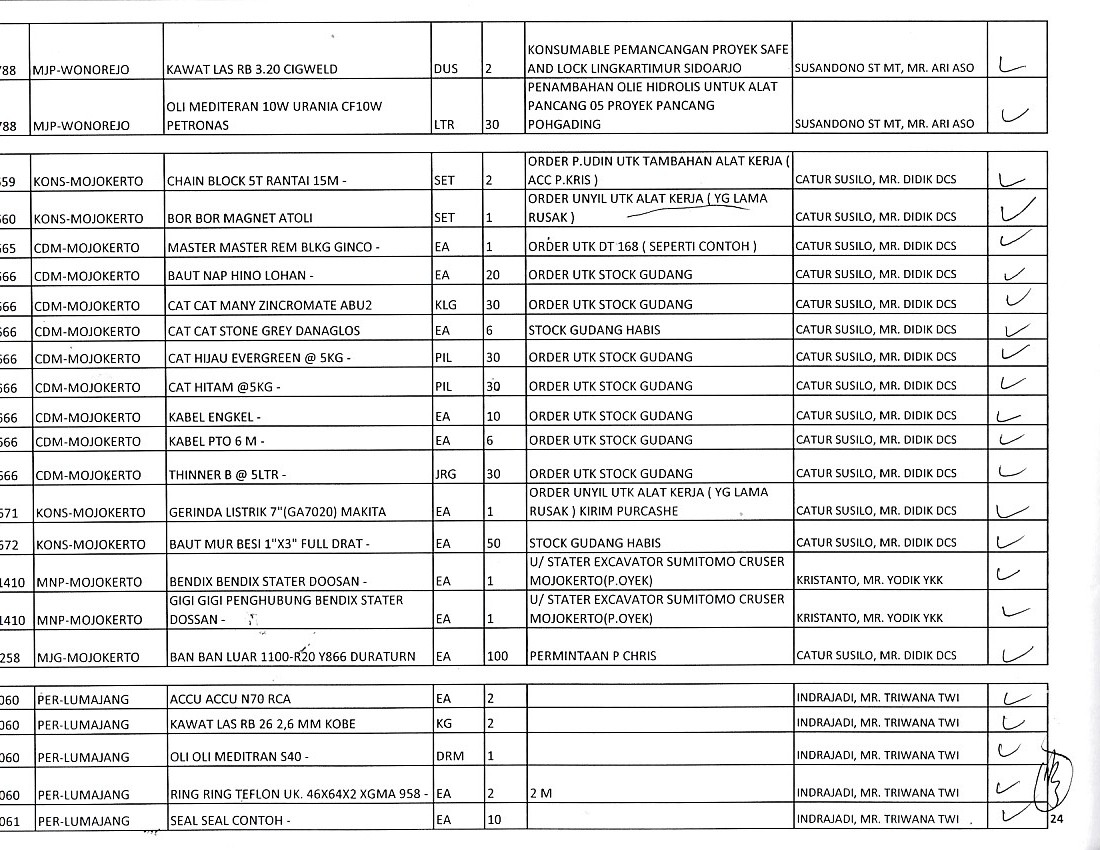 788 MJP-WONOREJO KAWAT LAS RB 3.20 CIGWELD DUS 2 KONSUMABLE PEMANCANGAN PROYEK SAFE AND LOCK LINGKARTIMUR SIDOARJO SUSANDONO ST MT, MR. ARI ASO
788 MJP-WONOREJO OLI MEDITERAN 10W URANIA CF10W PETRONAS LTR 30 PENAMBAHAN OLIE HIDROLIS UNTUK ALAT PANCANG 05 PROYEK PANCANG POHGADING SUSANDONO ST MT, MR. ARI ASO
659 KONS-MOJOKERTO CHAIN BLOCK 5T RANTAI 15M - SET 2 ORDER P.UDIN UTK TAMBAHAN ALAT KERJA ( ACC P.KRIS ) CATUR SUSILO, MR. DIDIK DCS
660 KONS-MOJOKERTO BOR BOR MAGNET ATOLI SET 1 ORDER UNYIL UTK ALAT KERJA ( YG LAMA RUSAK ) CATUR SUSILO, MR. DIDIK DCS
665 CDM-MOJOKERTO MASTER MASTER REM BLKG GINCO - EA 1 ORDER UTK DT 168 ( SEPERTI CONTOH ) CATUR SUSILO, MR. DIDIK DCS
666 CDM-MOJOKERTO BAUT NAP HINO LOHAN - EA 20 ORDER UTK STOCK GUDANG CATUR SUSILO, MR. DIDIK DCS
666 CDM-MOJOKERTO CAT CAT MANY ZINCROMATE ABU2 KLG 30 ORDER UTK STOCK GUDANG CATUR SUSILO, MR. DIDIK DCS
666 CDM-MOJOKERTO CAT CAT STONE GREY DANAGLOS EA 6 STOCK GUDANG HABIS CATUR SUSILO, MR. DIDIK DCS
666 CDM-MOJOKERTO CAT HIJAU EVERGREEN @ 5KG - PIL 30 ORDER UTK STOCK GUDANG CATUR SUSILO, MR. DIDIK DCS
666 CDM-MOJOKERTO CAT HITAM @5KG - PIL 30 ORDER UTK STOCK GUDANG CATUR SUSILO, MR. DIDIK DCS
666 CDM-MOJOKERTO KABEL ENGKEL - EA 10 ORDER UTK STOCK GUDANG CATUR SUSILO, MR. DIDIK DCS
666 CDM-MOJOKERTO KABEL PTO 6 M - EA 6 ORDER UTK STOCK GUDANG CATUR SUSILO, MR. DIDIK DCS
666 CDM-MOJOKERTO THINNER B @ 5LTR - JRG 30 ORDER UTK STOCK GUDANG CATUR SUSILO, MR. DIDIK DCS
671 KONS-MOJOKERTO GERINDA LISTRIK 7"(GA7020) MAKITA EA 1 ORDER UNYIL UTK ALAT KERJA ( YG LAMA RUSAK ) KIRIM PURCASHE CATUR SUSILO, MR. DIDIK DCS
672 KONS-MOJOKERTO BAUT MUR BESI 1"X3" FULL DRAT - EA 50 STOCK GUDANG HABIS CATUR SUSILO, MR. DIDIK DCS
1410 MNP-MOJOKERTO BENDIX BENDIX STATER DOOSAN - EA 1 U/ STATER EXCAVATOR SUMITOMO CRUSER MOJOKERTO(P.OYEK) KRISTANTO, MR. YODIK YKK
1410 MNP-MOJOKERTO GIGI GIGI PENGHUBUNG BENDIX STATER DOSSAN - EA 1 U/ STATER EXCAVATOR SUMITOMO CRUSER MOJOKERTO(P.OYEK) KRISTANTO, MR. YODIK YKK
258 MJG-MOJOKERTO BAN BAN LUAR 1100-R20 Y866 DURATURN EA 100 PERMINTAAN P CHRIS CATUR SUSILO, MR. DIDIK DCS
060 PER-LUMAJANG ACCU ACCU N70 RCA EA 2 INDRAJADI, MR. TRIWANA TWI
060 PER-LUMAJANG KAWAT LAS RB 26 2,6 MM KOBE KG 2 INDRAJADI, MR. TRIWANA TWI
060 PER-LUMAJANG OLI OLI MEDITRAN S40 - DRM 1 INDRAJADI, MR. TRIWANA TWI
060 PER-LUMAJANG RING RING TEFLON UK. 46X64X2 XGMA 958 - EA 2 2 M INDRAJADI, MR. TRIWANA TWI
061 PER-LUMAJANG SEAL SEAL CONTOH - EA 10 INDRAJADI, MR. TRIWANA TWI
24